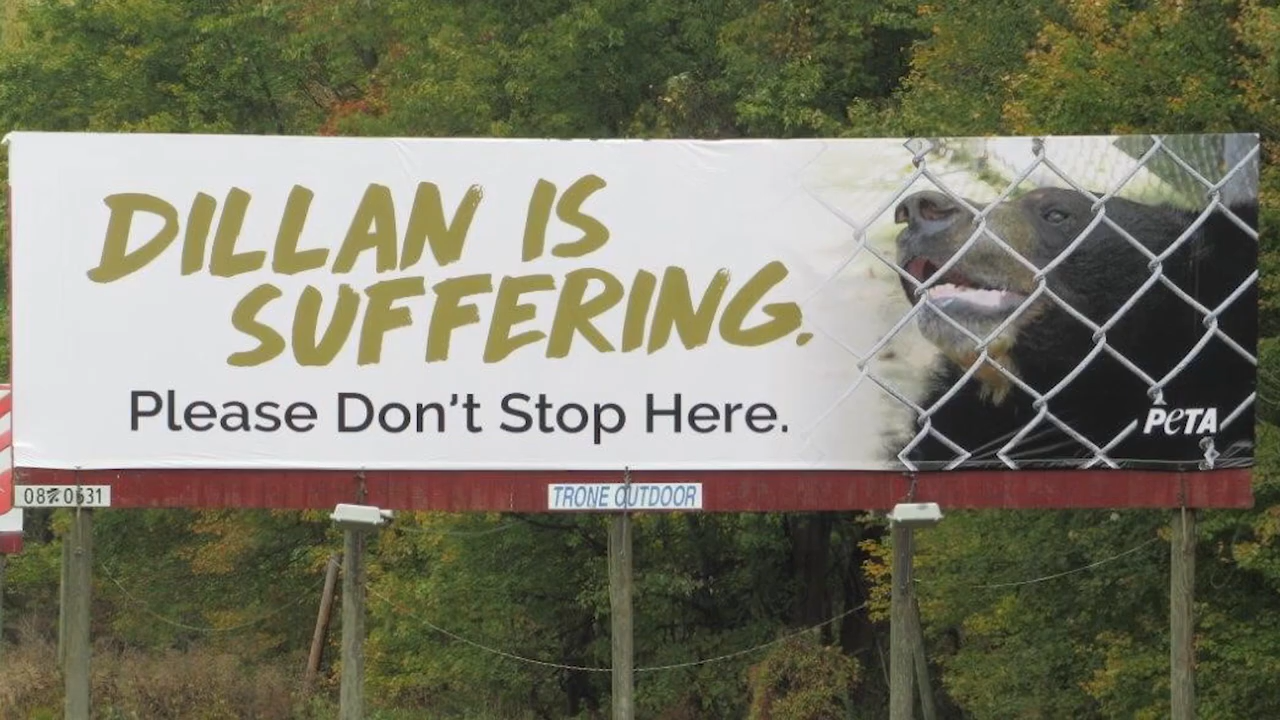 DILLAN IS
SUFFERING.
Please Don't Stop Here.
PeTA
TRONE OUTDOOR